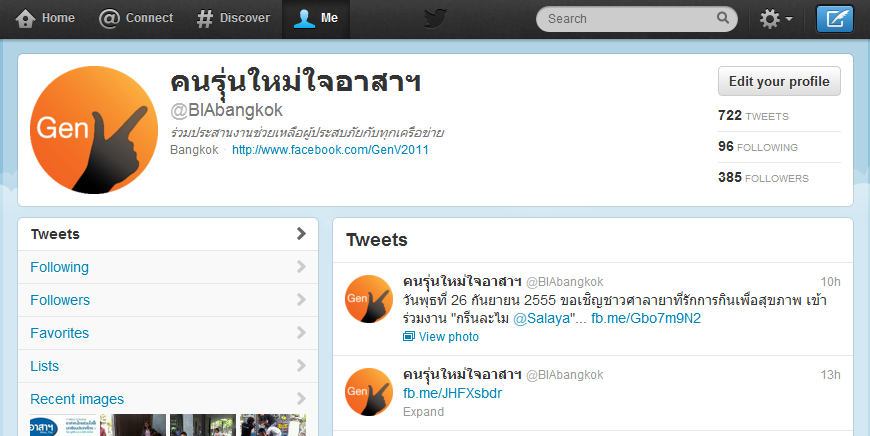 Home
Connect
Discover
Me
Search
Gen
คนรุ่นใหม่ใจอาสาฯ
@BIAbangkok
ร่วมประสานงานช่วยเหลือผู้ประสบภัยกับทุกเครือข่าย
Bangkok · http://www.facebook.com/GenV2011
Edit your profile
722 TWEETS
96 FOLLOWING
385 FOLLOWERS
Tweets
Following
Followers
Favorites
Lists
Recent images
อาสาฯ
Tweets
Gen
คนรุ่นใหม่ใจอาสาฯ @BIAbangkok 10h
วันพุธที่ 26 กันยายน 2555 ขอเชิญชาวศาลายาที่รักการกินเพื่อสุขภาพ เข้า
ร่วมงาน "กรีนละไม @Salaya"... fb.me/Gbo7m9N2
View photo
Gen
คนรุ่นใหม่ใจอาสาฯ @BIAbangkok 13h
fb.me/JHFXsbdr
Expand